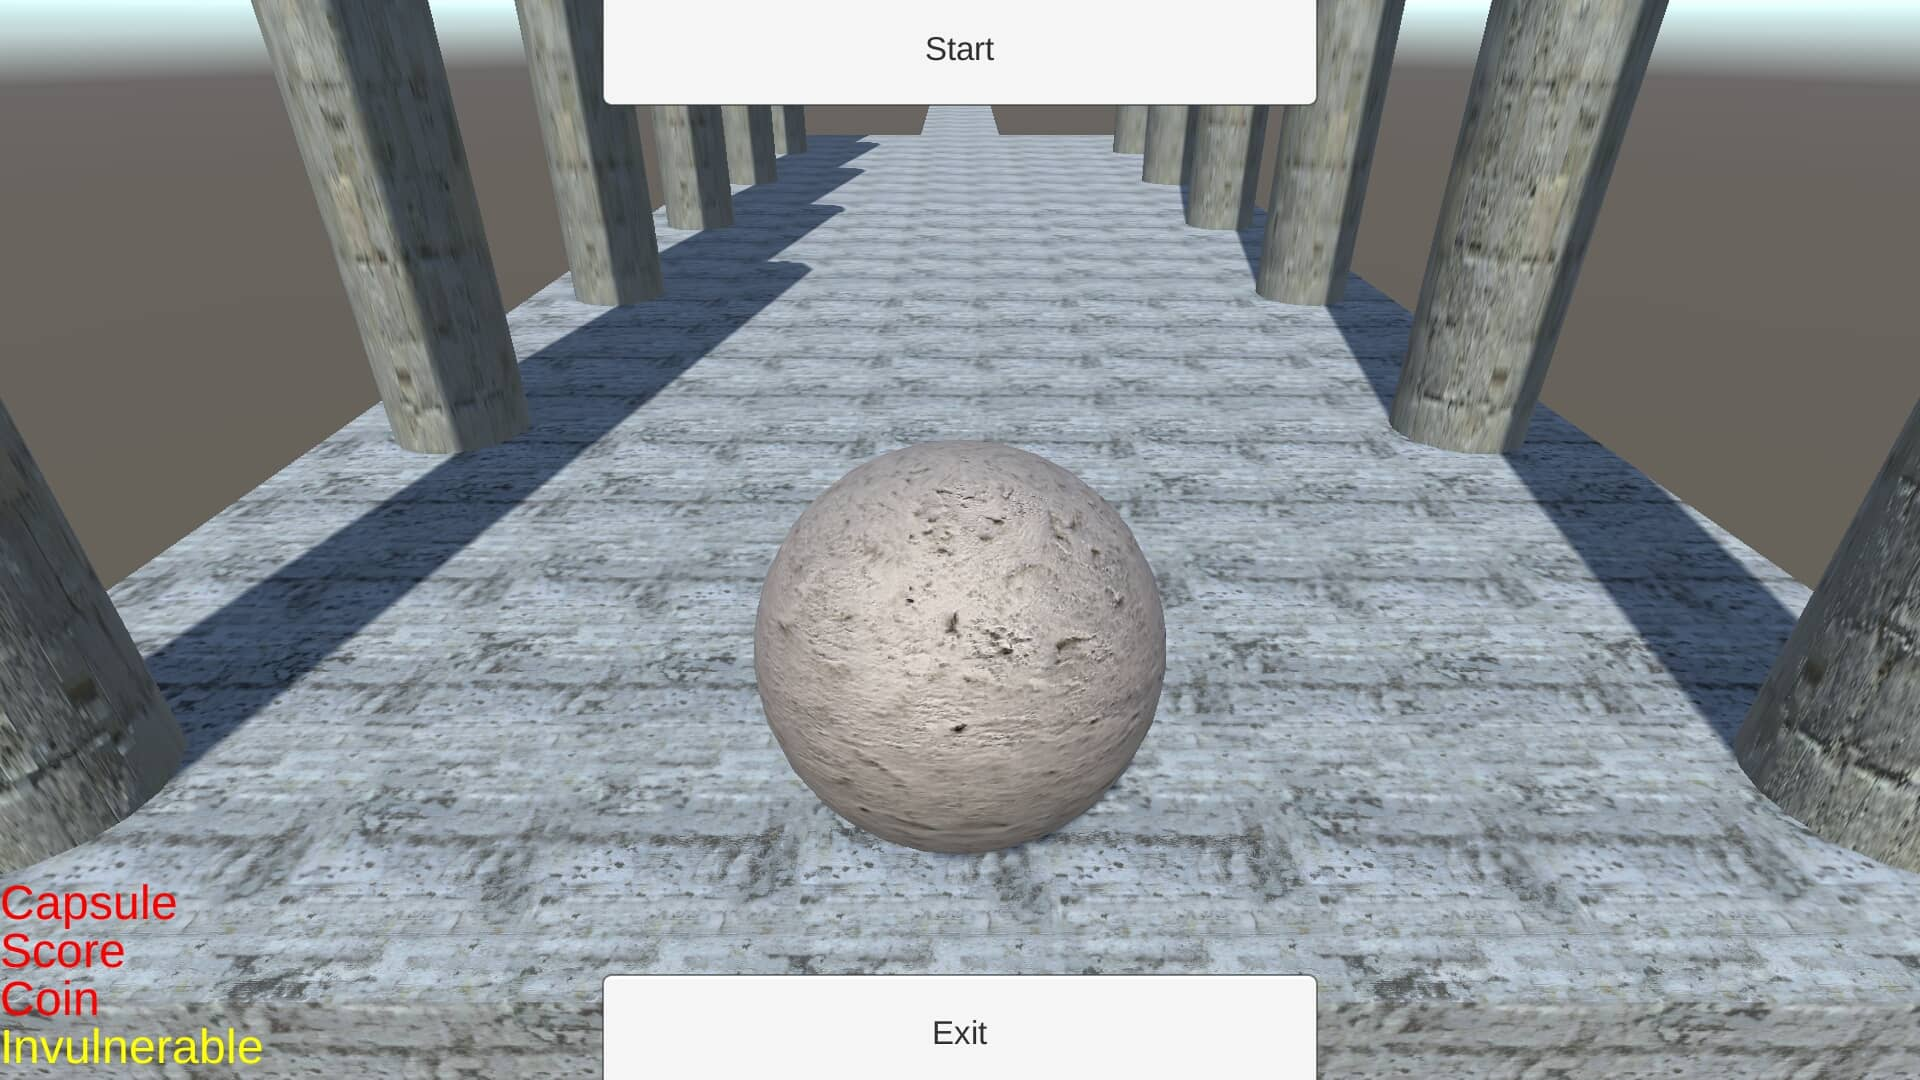 Start
Capsule
Score
Coin
Invulnerable
Exit